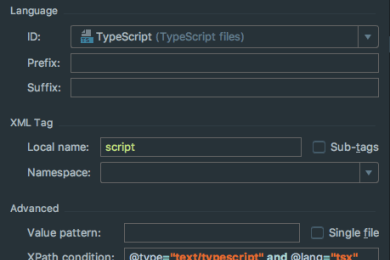 Language
ID: TypeScript (TypeScript files)
Prefix:
Suffix:
XML Tag
Local name: script Sub-tags
Namespace:
Advanced
Value pattern: Single file
XPath condition: @type="text/typescript" and @lang="tsx"